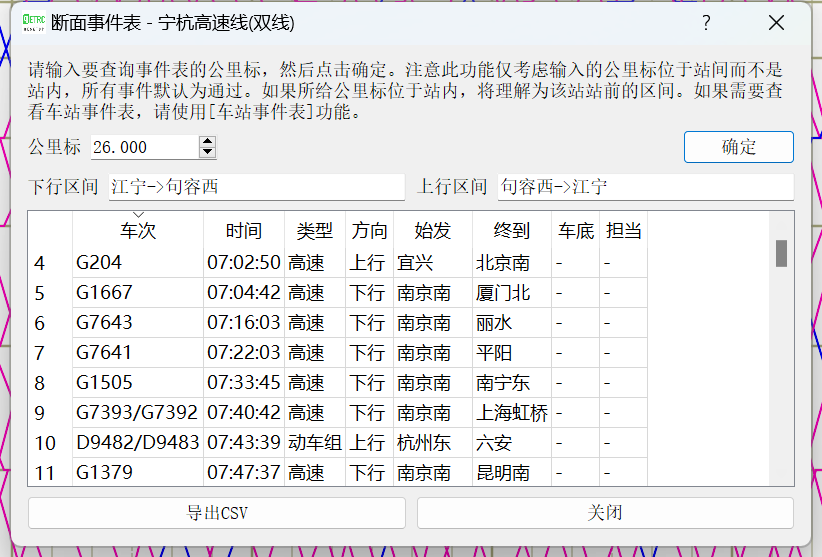 断面事件表 - 宁杭高速线(双线)
请输入要查询事件表的公里标，然后点击确定。注意此功能仅考虑输入的公里标位于站间而不是
站内，所有事件默认为通过。如果所给公里标位于站内，将理解为该站站前的区间。如果需要查
看车站事件表，请使用[车站事件表]功能。
公里标 26.000 确定
下行区间 江宁->句容西 上行区间 句容西->江宁
车次 时间 类型 方向 始发 终到 车底 担当
4 G204 07:02:50 高速 上行 宜兴 北京南 - -
5 G1667 07:04:42 高速 下行 南京南 厦门北 - -
6 G7643 07:16:03 高速 下行 南京南 丽水 - -
7 G7641 07:22:03 高速 下行 南京南 平阳 - -
8 G1505 07:33:45 高速 下行 南京南 南宁东 - -
9 G7393/G7392 07:40:42 高速 下行 南京南 上海虹桥 - -
10 D9482/D9483 07:43:39 动车组 上行 杭州东 六安 - -
11 G1379 07:47:37 高速 下行 南京南 昆明南 - -
导出CSV 关闭